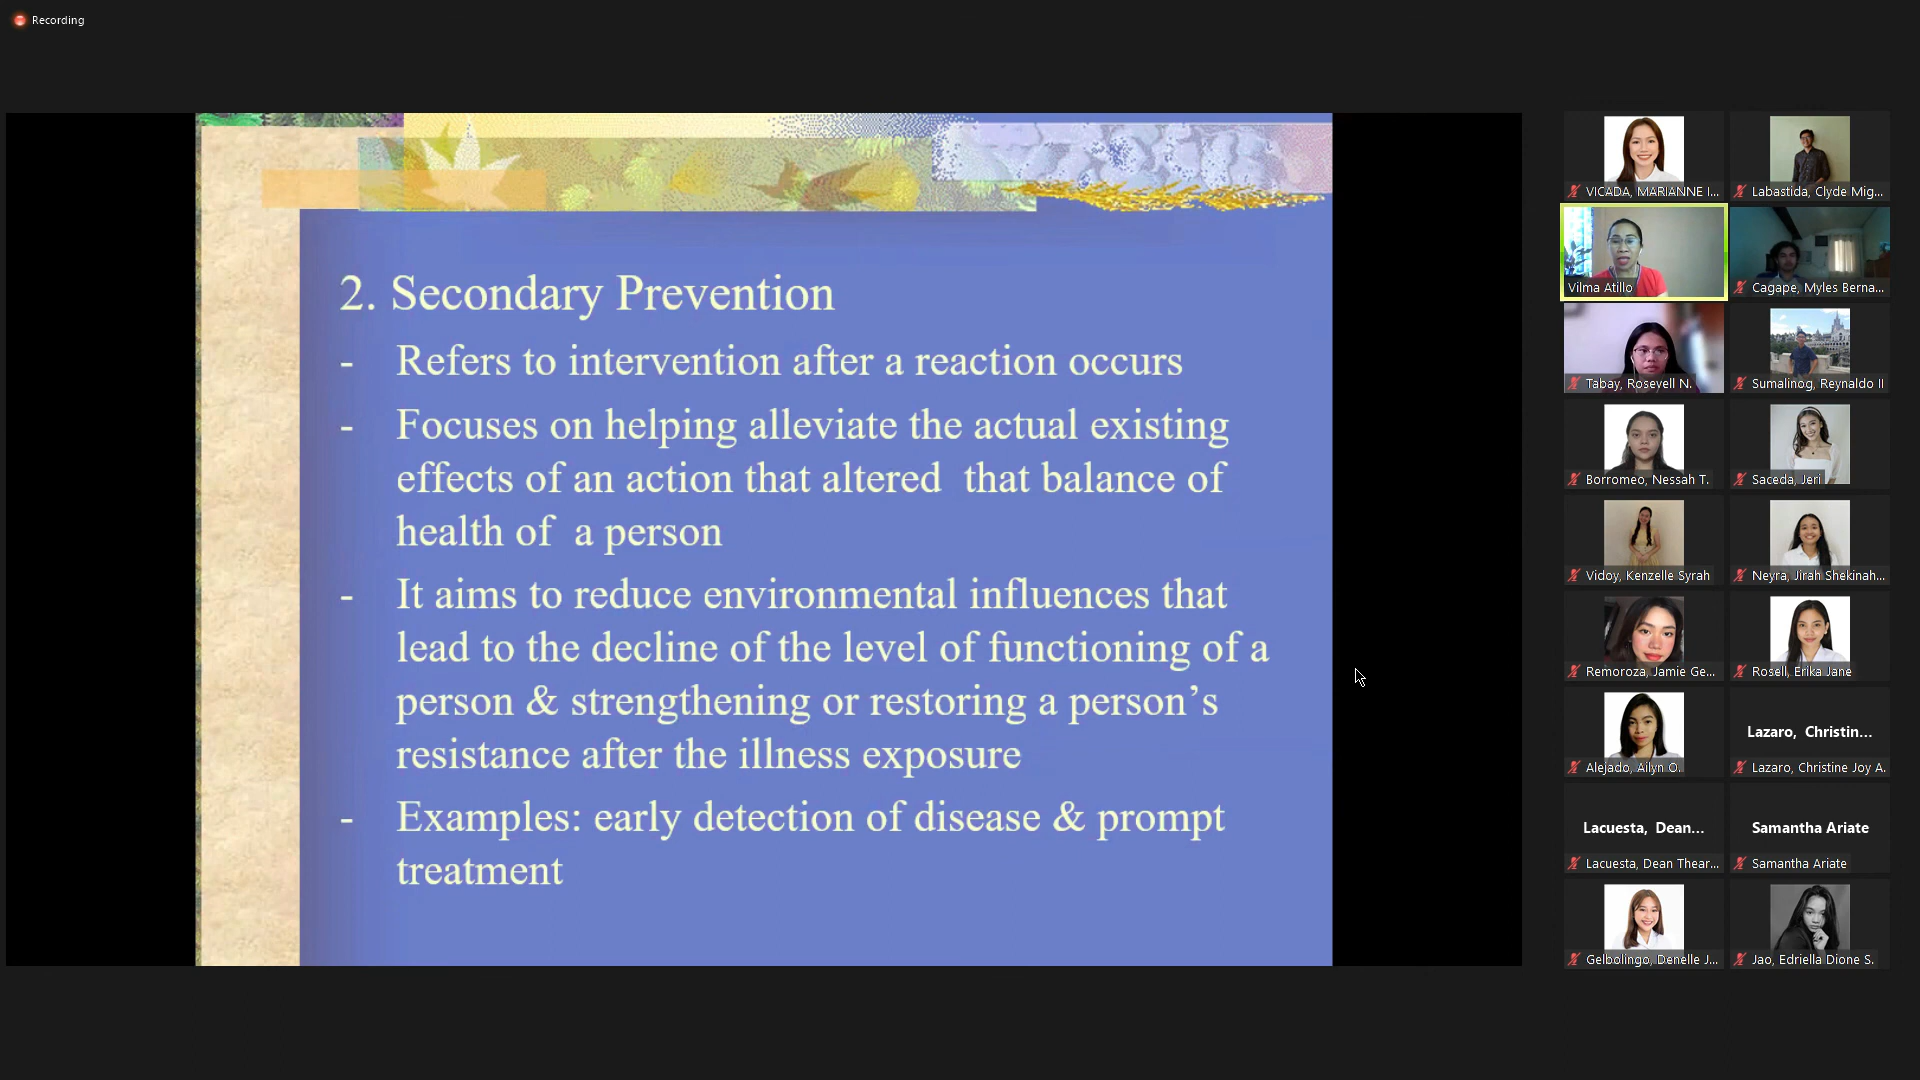 Recording
2. Secondary Prevention
- Refers to intervention after a reaction occurs
- Focuses on helping alleviate the actual existing
effects of an action that altered that balance of
health of a person
- It aims to reduce environmental influences that
lead to the decline of the level of functioning of a
person & strengthening or restoring a person’s
resistance after the illness exposure
- Examples: early detection of disease & prompt
treatment
VICADA, MARIANNE I...
Labastida, Clyde Mig...
Vilma Atillo
Cagape, Myles Berna...
Tabay, Rosevell N.
Sumalinog, Reynaldo II
Borromeo, Nessah T.
Saceda, Jeri
Vidoy, Kenzelle Syrah
Neyra, Jirah Shekinah...
Remoroza, Jamie Ge...
Rosell, Erika Jane
Alejado, Ailyn O.
Lazaro, Christin...
Lazaro, Christine Joy A.
Lacuesta, Dean...
Lacuesta, Dean Thear...
Samantha Ariate
Samantha Ariate
Gelbolingo, Denelle J...
Jao, Edriella Dione S.